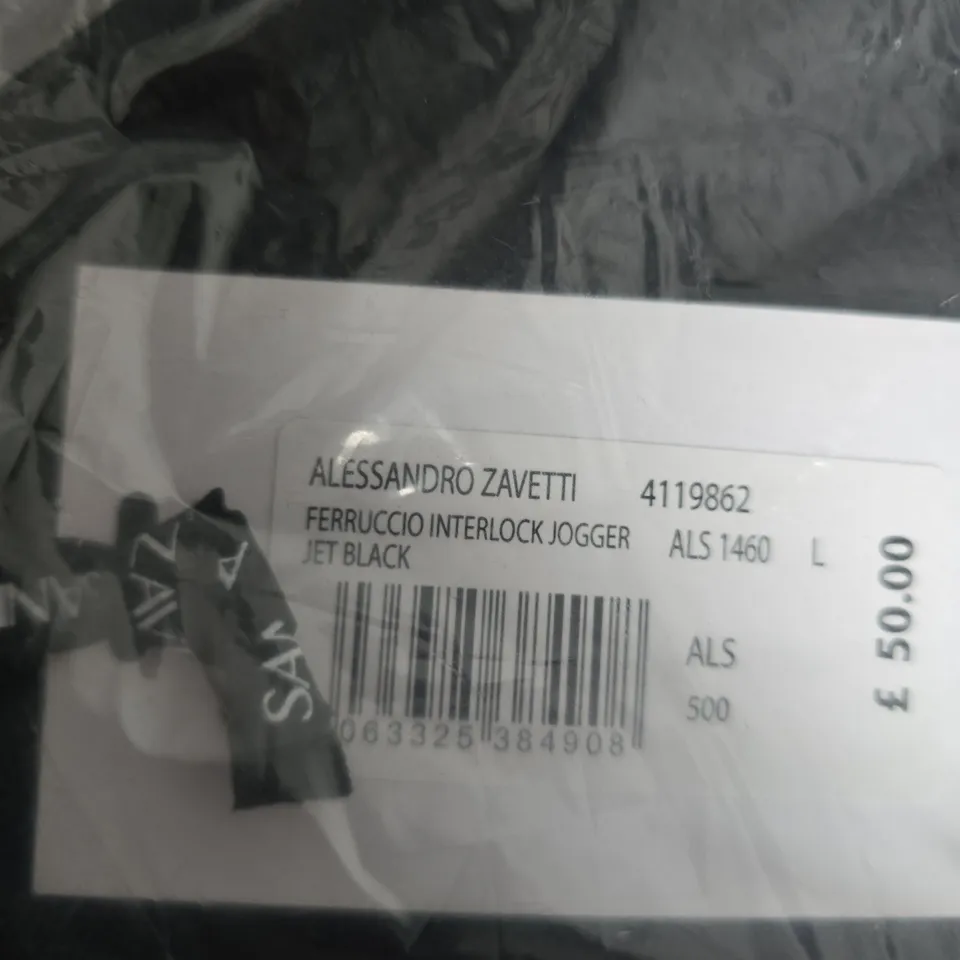 ALESSANDRO ZAVETTI 4119862
FERRUCCIO INTERLOCK JOGGER ALS 1460 L
JET BLACK
£ 50.00
ALS
500
063325 384908